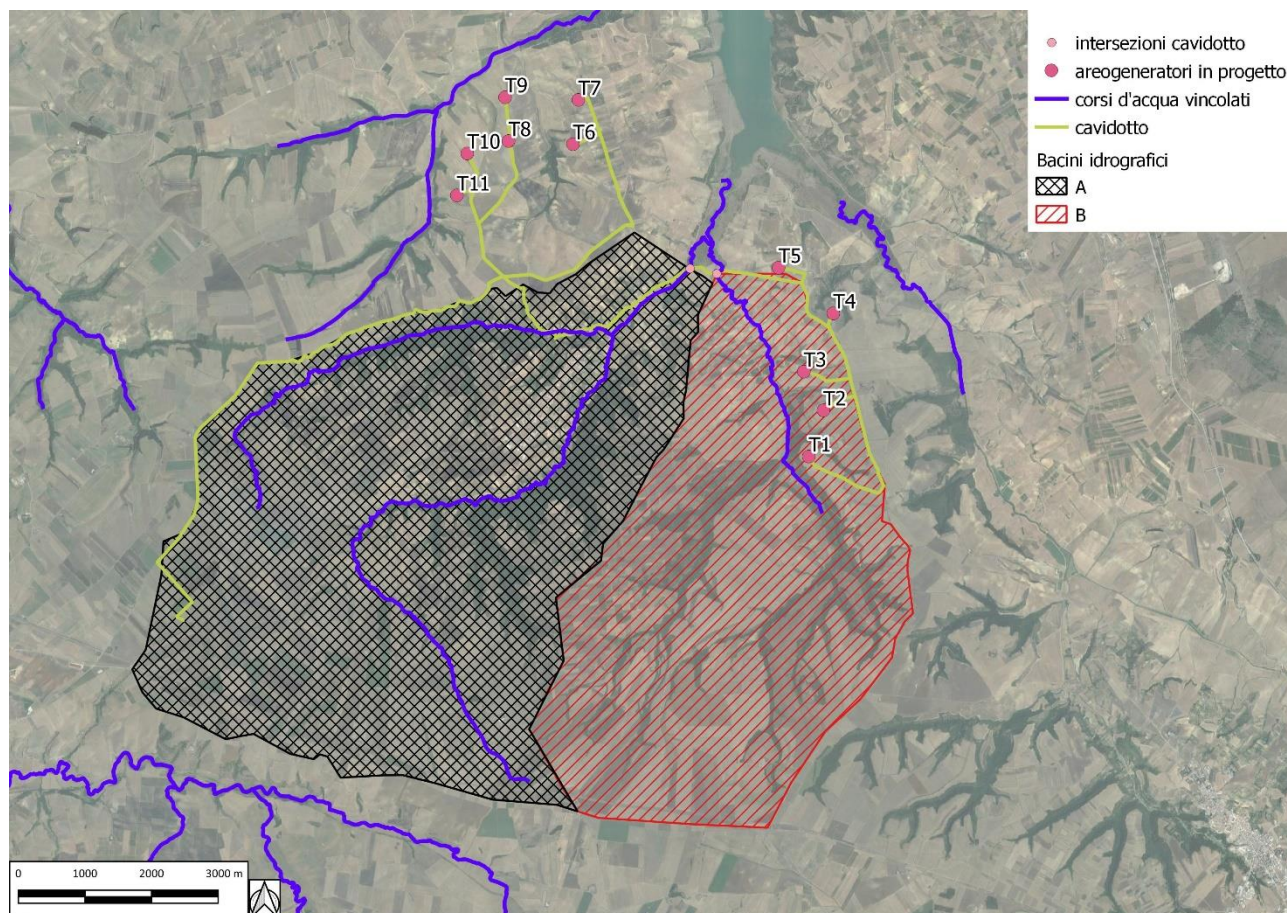 intersezioni cavidotto
areogeneratori in progetto
corsi d'acqua vincolati
cavidotto
Bacini idrografici
A
B
T9
T7
T8
T6
T10
T11
T5
T4
T3
T2
T1
0 1000 2000 3000 m